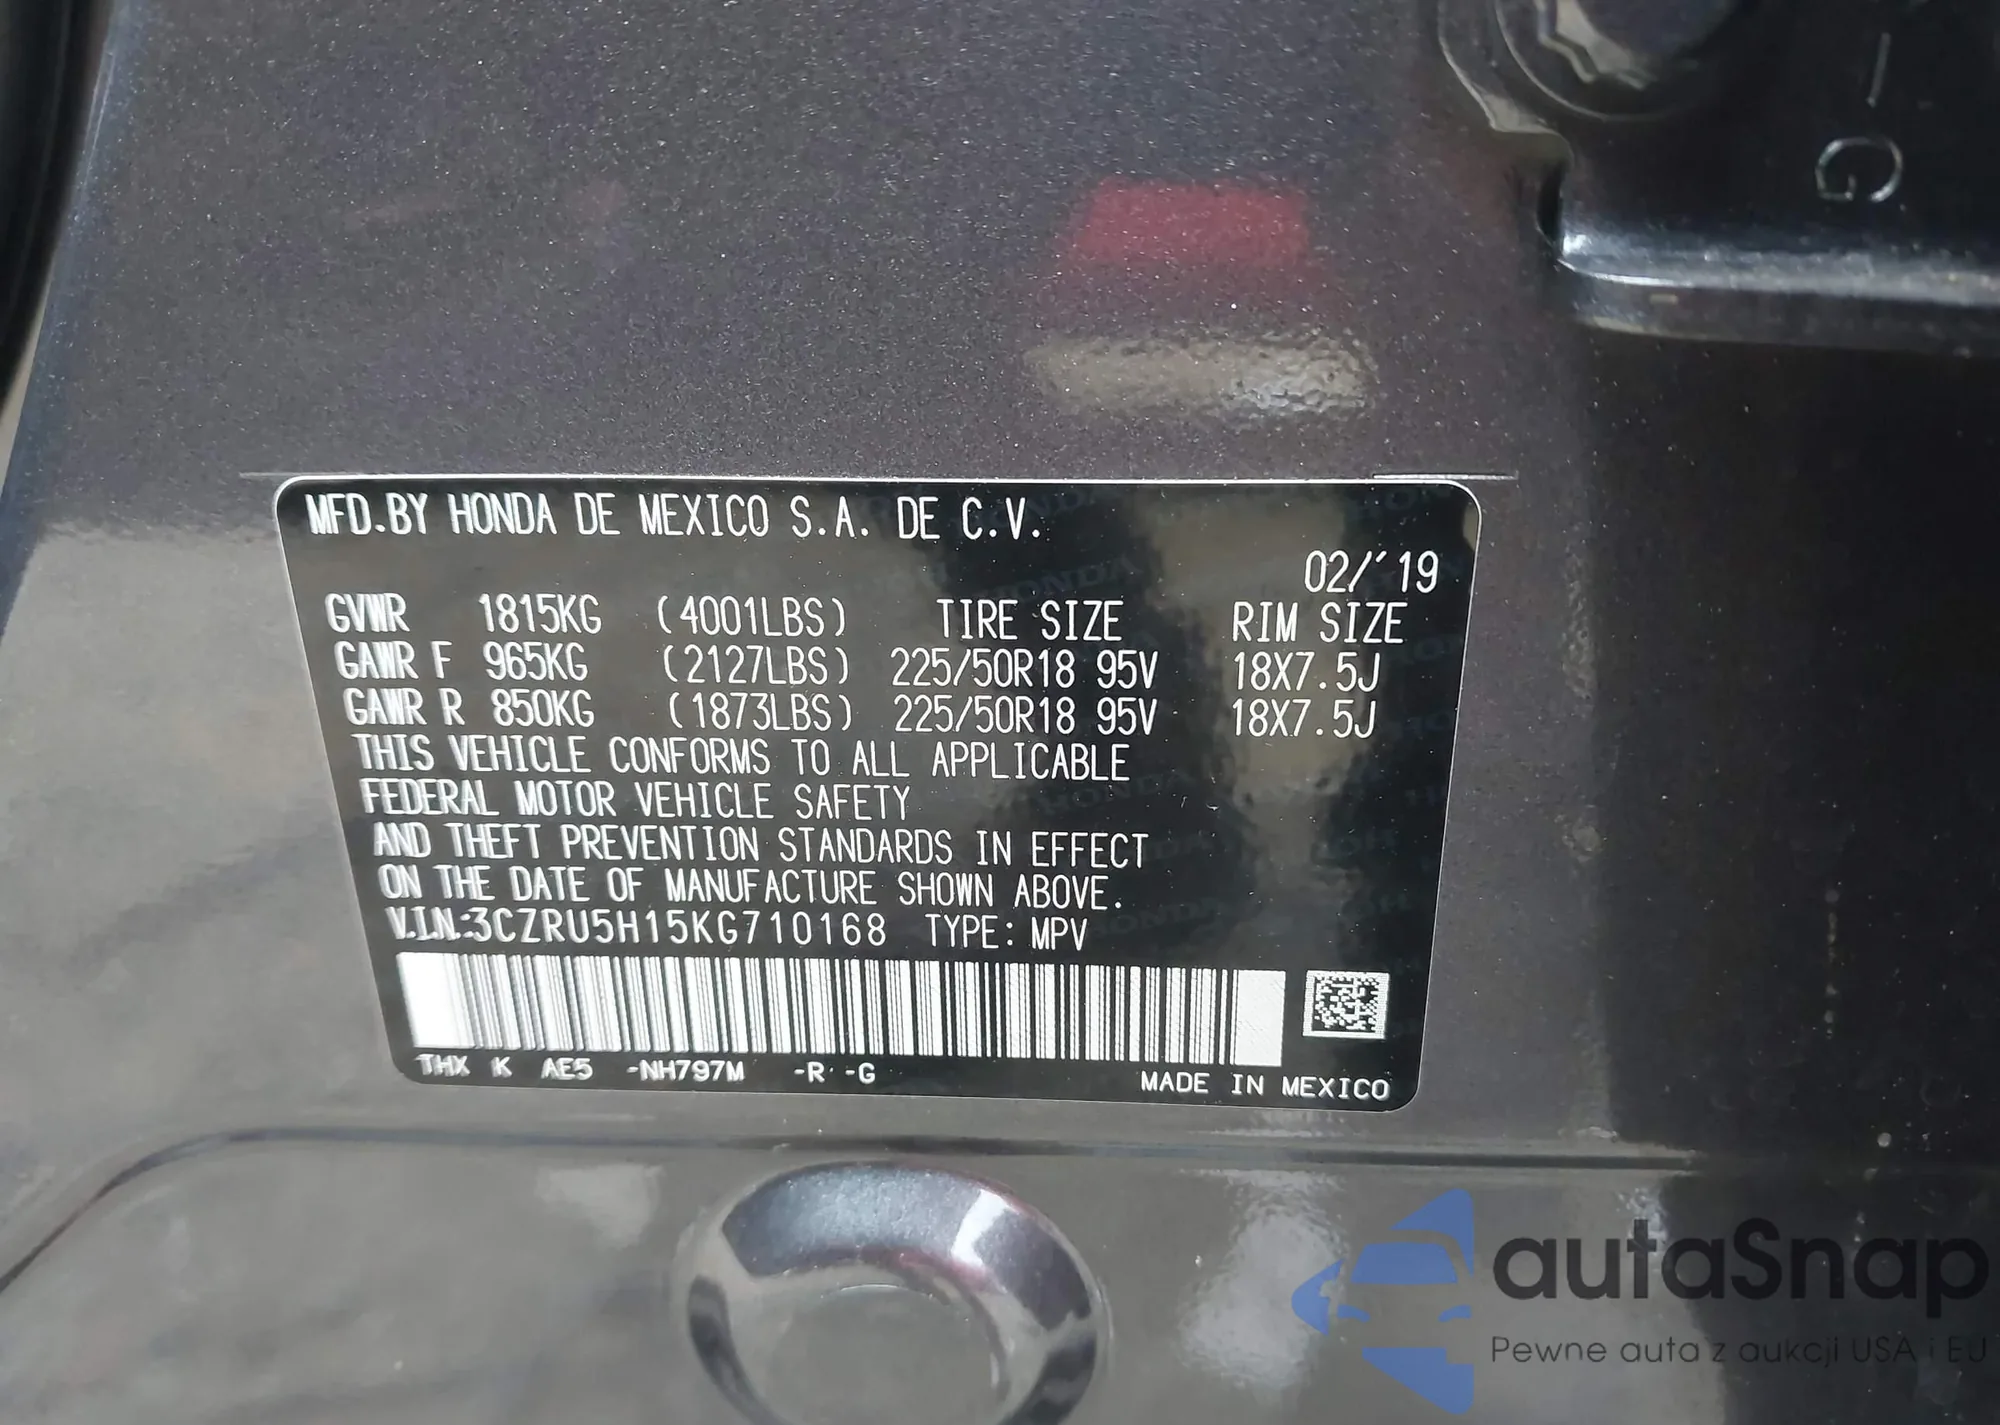 G
MFD.BY HONDA DE MEXICO S.A. DE C.V.
02/'19
GVWR 1815KG (4001LBS) TIRE SIZE RIM SIZE
GAWR F 965KG (2127LBS) 225/50R18 95V 18X7.5J
GAWR R 850KG (1873LBS) 225/50R18 95V 18X7.5J
THIS VEHICLE CONFORMS TO ALL APPLICABLE
FEDERAL MOTOR VEHICLE SAFETY
AND THEFT PREVENTION STANDARDS IN EFFECT
ON THE DATE OF MANUFACTURE SHOWN ABOVE.
V.I.N.:3CZRU5H15KG710168 TYPE: MPV
THX K AE5 -NH797M -R -G
MADE IN MEXICO
autaSnap
Pewne auta z aukcji USA i EU